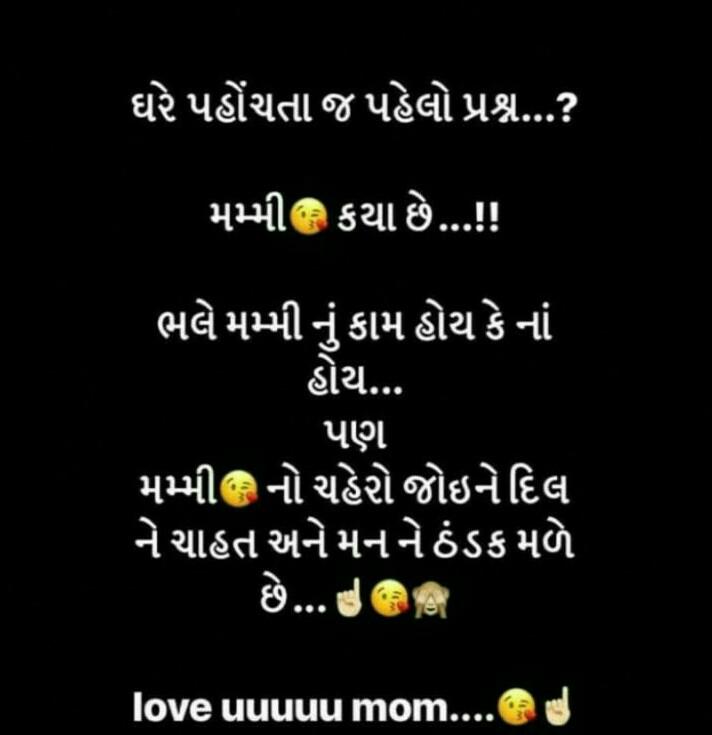 ઘરે પહોંચતા જ પહેલો પ્રશ્ન...?
મમ્મી😘 કયા છે...!!
ભલે મમ્મી નું કામ હોય કે નાં
હોય...
પણ
મમ્મી😘 નો ચહેરો જોઇને દિલ
ને ચાહત અને મન ને ઠંડક મળે
છે...☝🏻😘🙈
love uuuuu mom....😘☝🏻